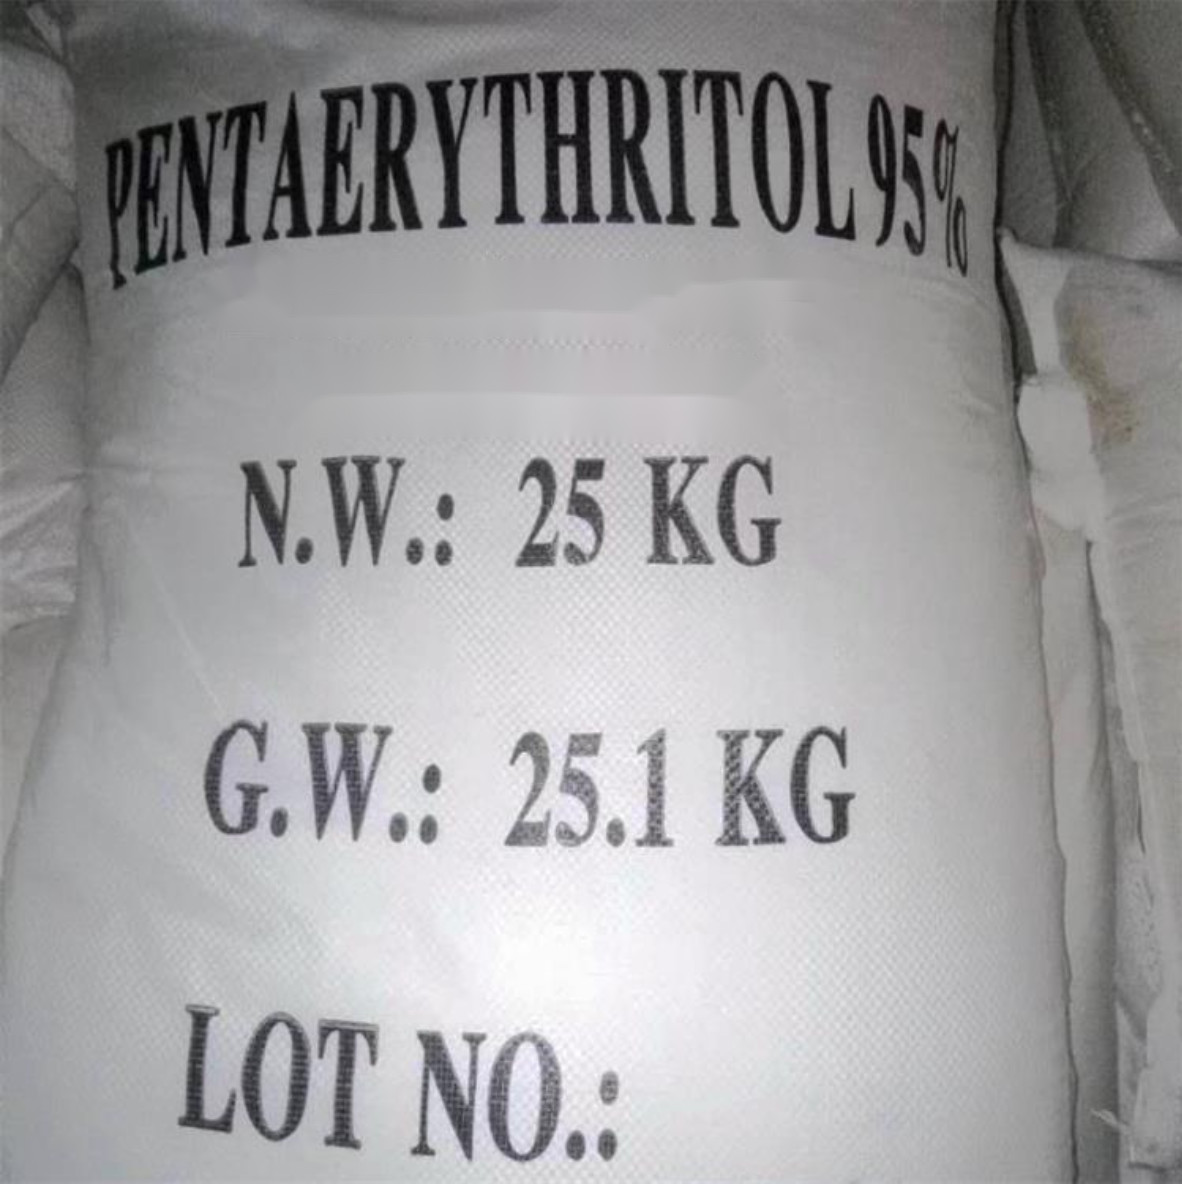 PENTAERYTHRITOL 95%
N.W.: 25 KG
G.W.: 25.1 KG
LOT NO.: